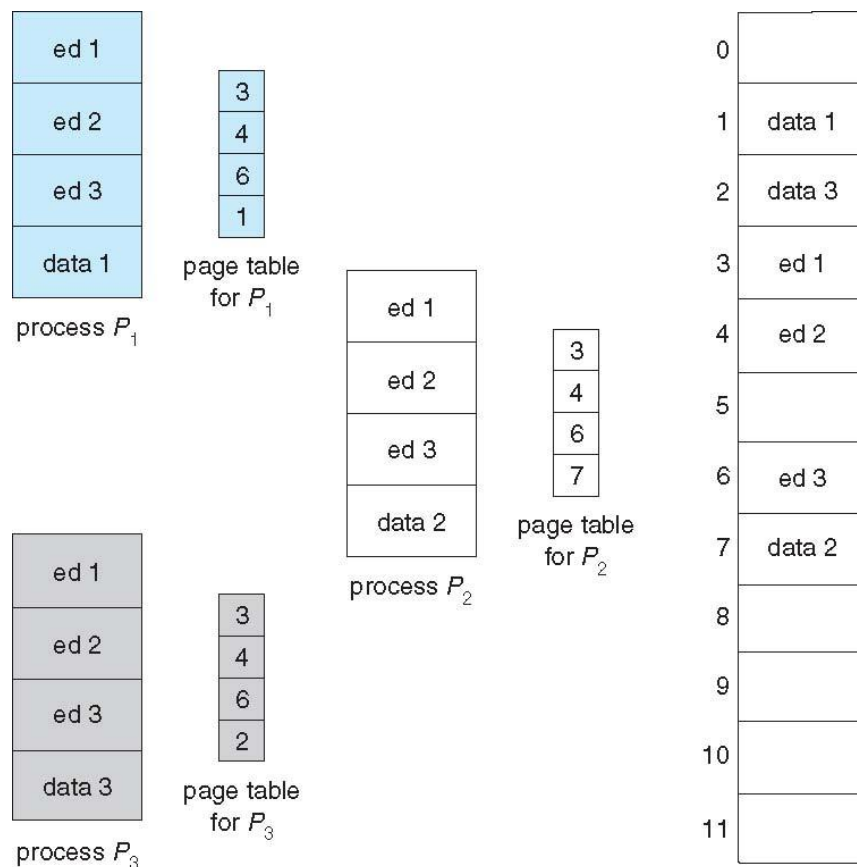 ed 1
ed 2
ed 3
data 1
process P1
3
4
6
1
page table
for P1
ed 1
ed 2
ed 3
data 2
process P2
3
4
6
7
page table
for P2
ed 1
ed 2
ed 3
data 3
process P3
3
4
6
2
page table
for P3
0
1 data 1
2 data 3
3 ed 1
4 ed 2
5
6 ed 3
7 data 2
8
9
10
11